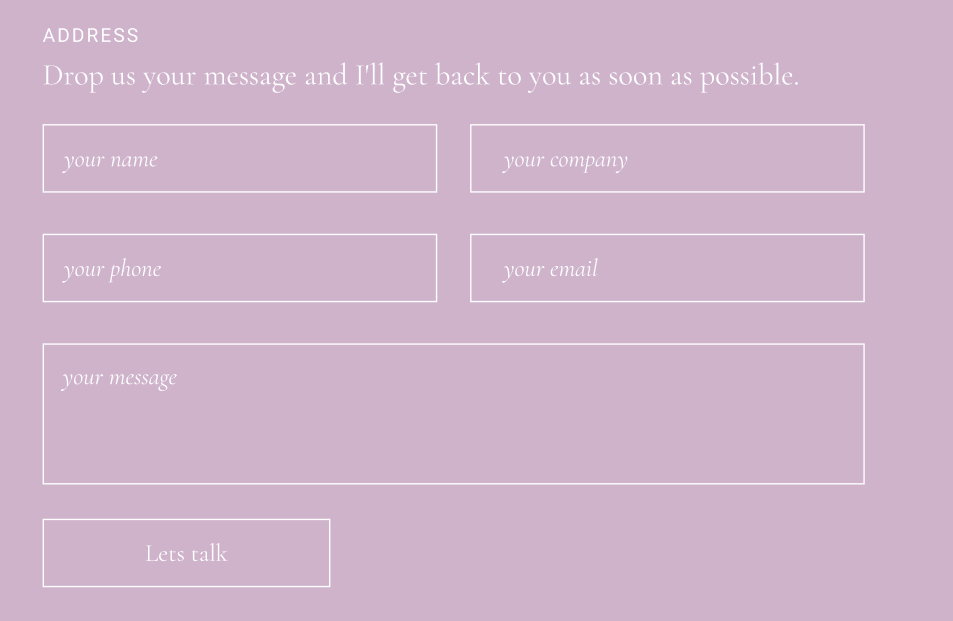 ADDRESS
Drop us your message and I'll get back to you as soon as possible.
your name
your company
your phone
your email
your message
Lets talk